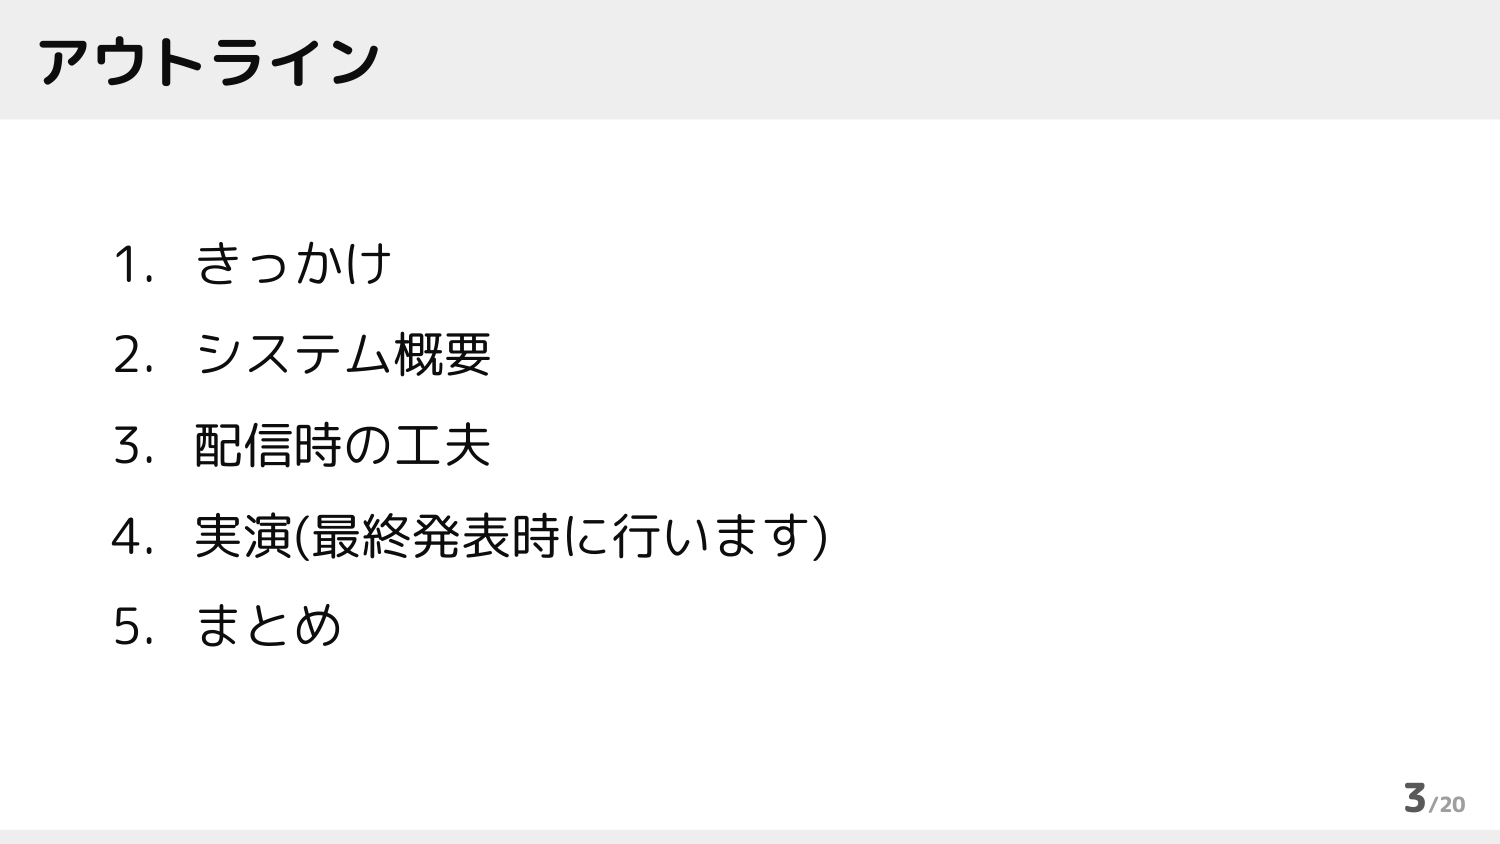 アウトライン
1. きっかけ
2. システム概要
3. 配信時の工夫
4. 実演(最終発表時に行います)
5. まとめ
3/20